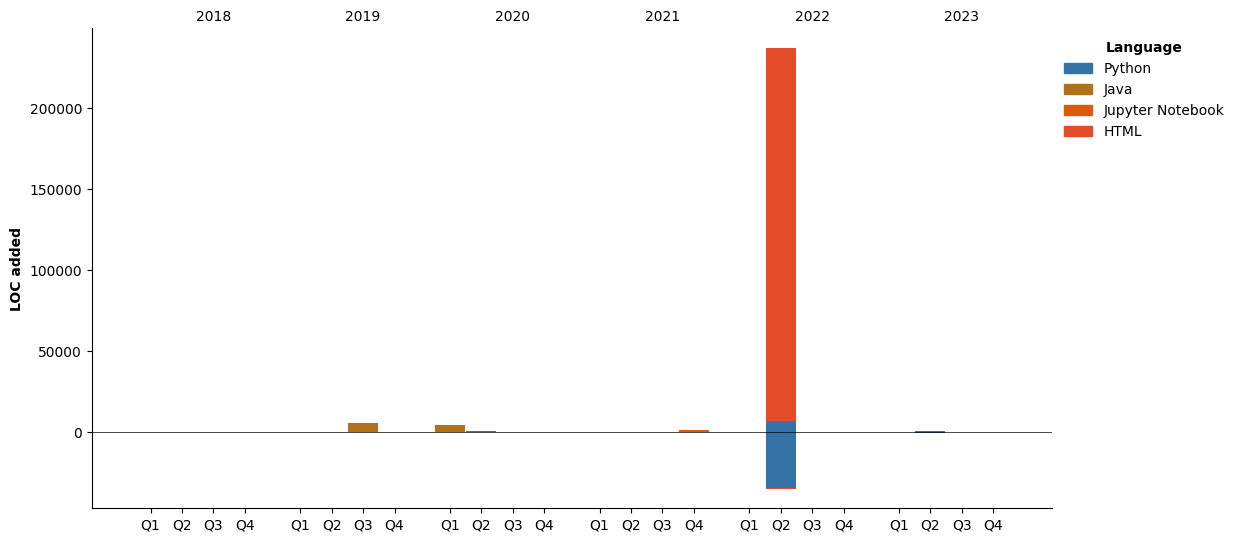 2018 2019 2020 2021 2022 2023
Language
Python
Java
Jupyter Notebook
HTML
LOC added
200000
150000
100000
50000
0
Q1 Q2 Q3 Q4 Q1 Q2 Q3 Q4 Q1 Q2 Q3 Q4 Q1 Q2 Q3 Q4 Q1 Q2 Q3 Q4 Q1 Q2 Q3 Q4